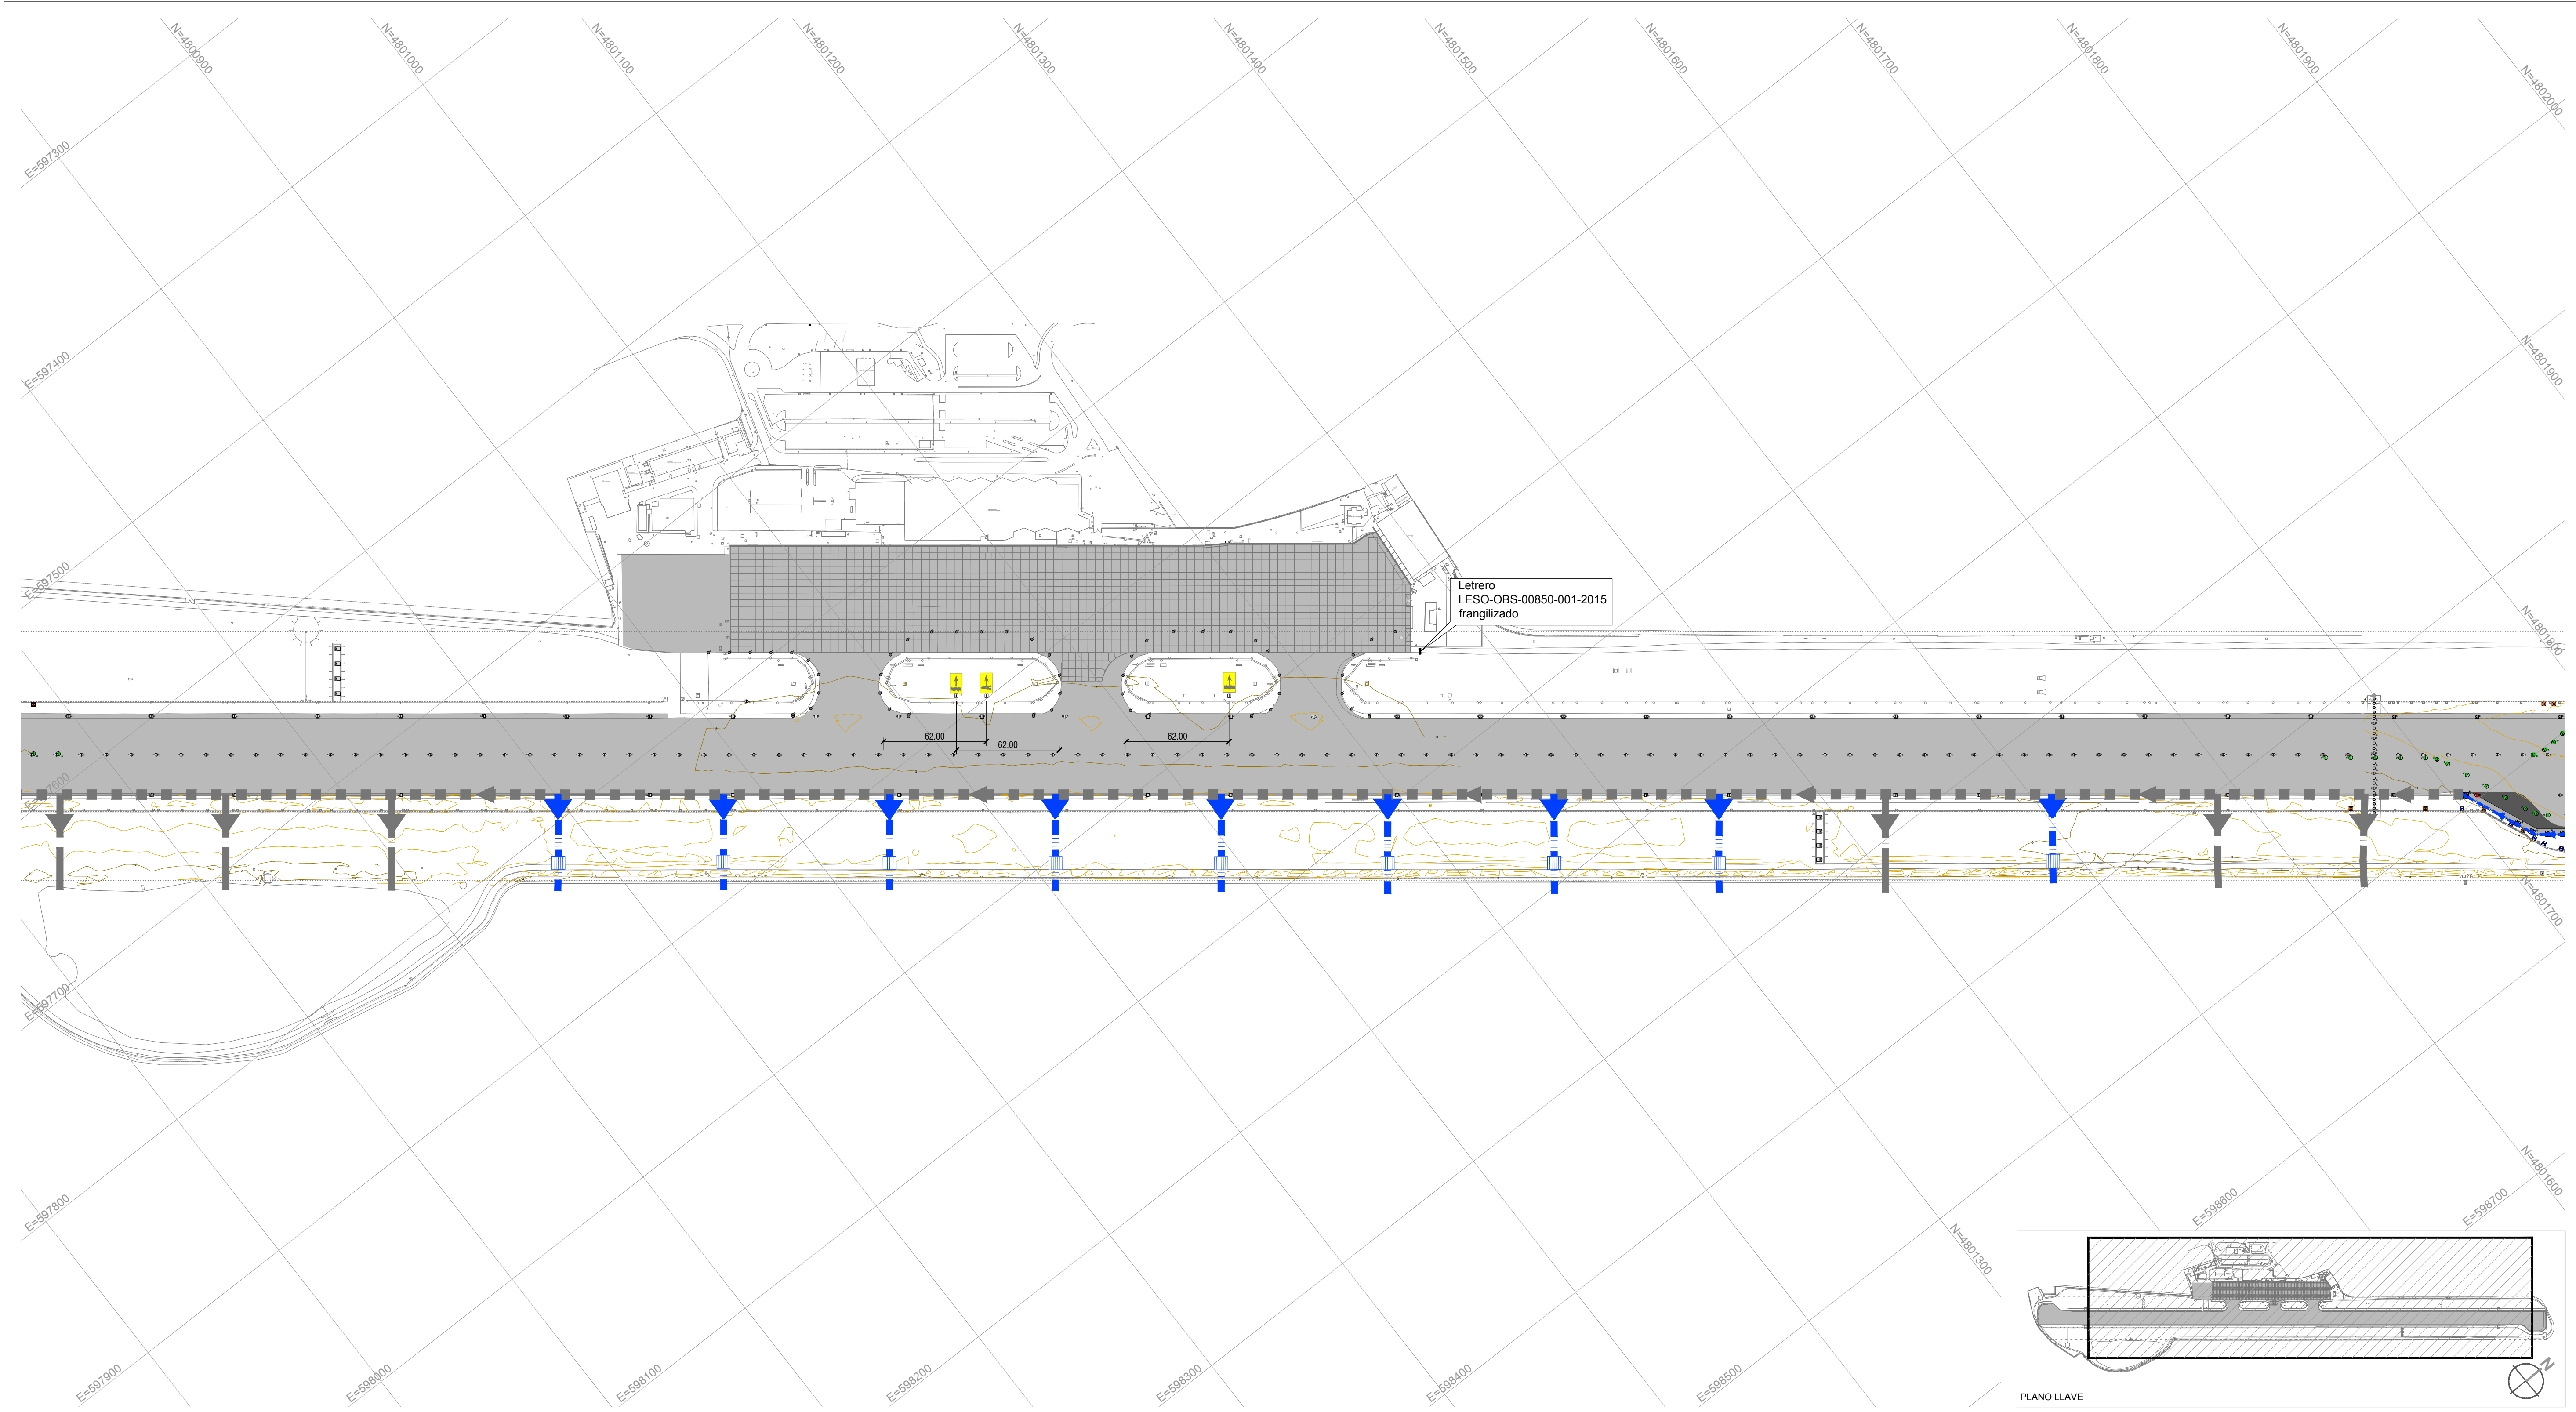 N=4800900
N=4801000
N=4801100
N=4801200
N=4801300
N=4801400
N=4801500
N=4801600
N=4801700
N=4801800
N=4801900
N=4802000
E=597300
E=597400
N=4801900
E=597500
Letrero
LESO-OBS-00850-001-2015
frangilizado
N=4801800
62.00
62.00
62.00
E=597600
N=4801700
E=597700
N=4801600
E=597800
E=598600
E=598700
N=4801300
E=597900
E=598000
E=598100
E=598200
E=598300
E=598400
E=598500
N
PLANO LLAVE